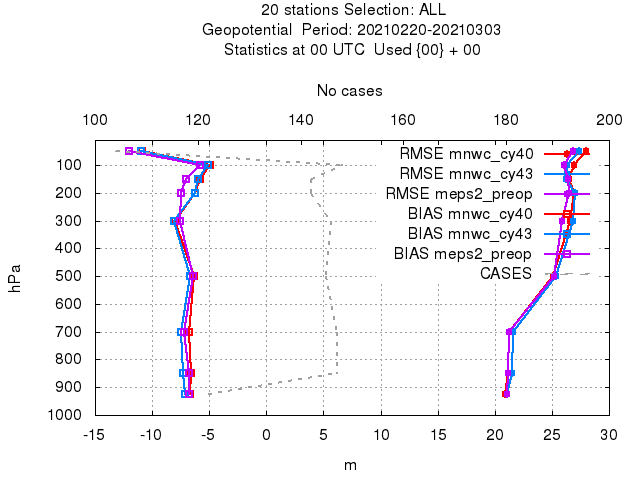 20 stations Selection: ALL
Geopotential  Period: 20210220-20210303
Statistics at 00 UTC  Used {00} + 00
No cases
100 120 140 160 180 200
RMSE mnwc_cy40
RMSE mnwc_cy43
RMSE meps2_preop
BIAS mnwc_cy40
BIAS mnwc_cy43
BIAS meps2_preop
CASES
hPa
100
200
300
400
500
600
700
800
900
1000
-15 -10 -5 0 5 10 15 20 25 30
m